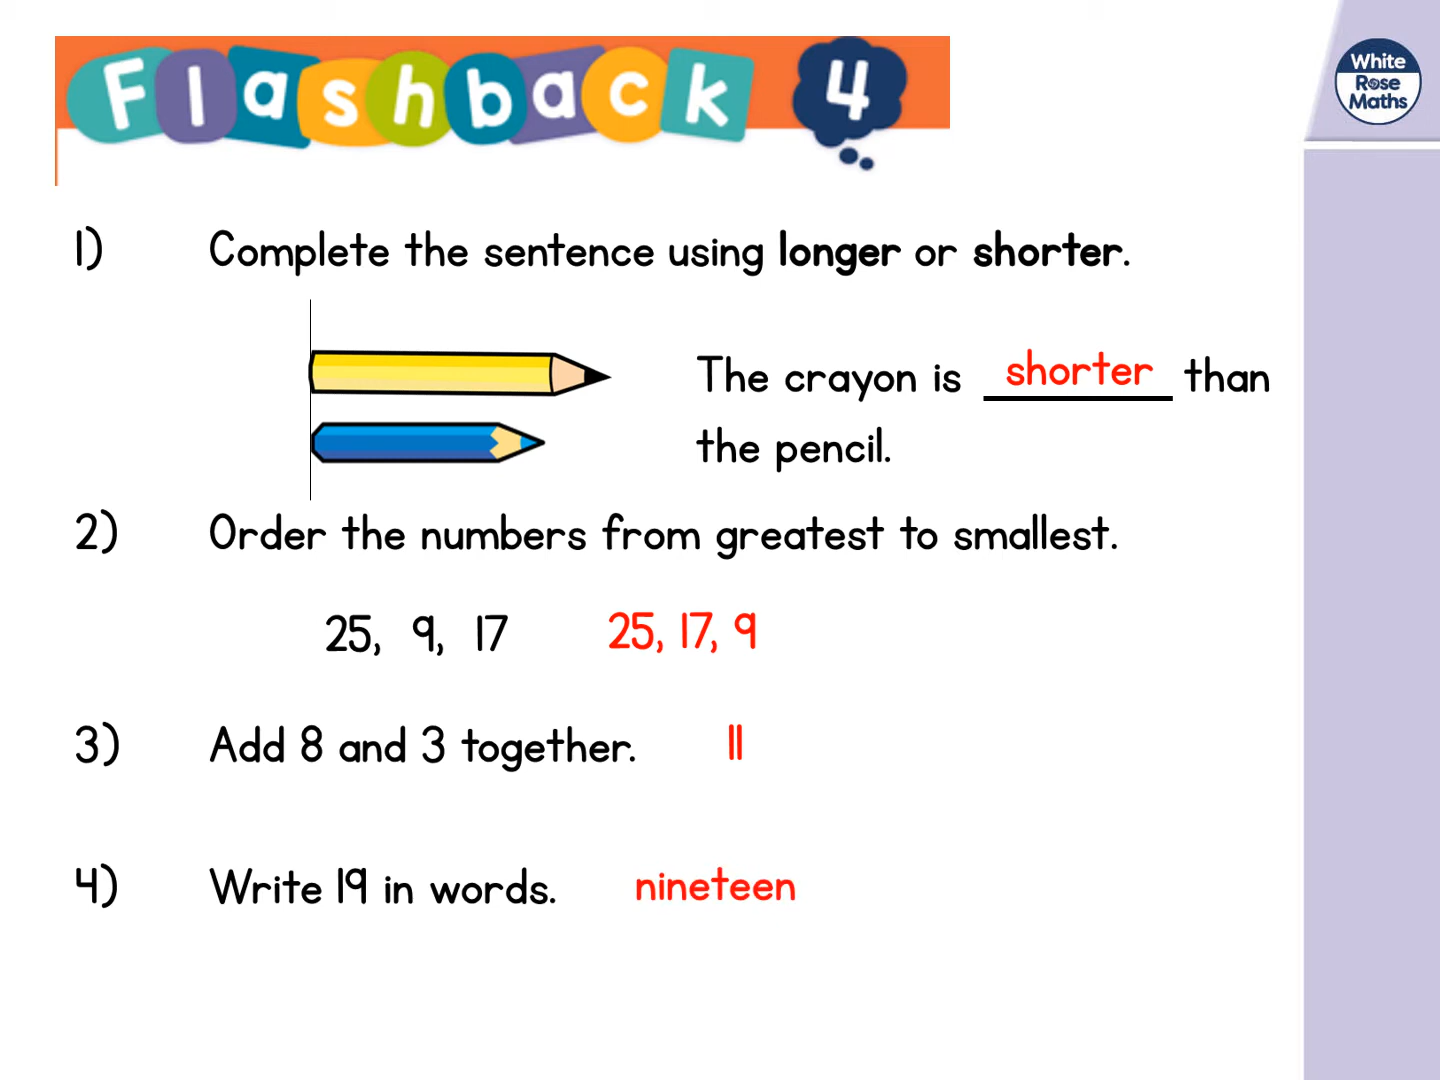 Flashback 4
White
Rose
Maths
1) Complete the sentence using longer or shorter.
The crayon is shorter than
the pencil.
2) Order the numbers from greatest to smallest.
25, 9, 17 25, 17, 9
3) Add 8 and 3 together. 11
4) Write 19 in words. nineteen